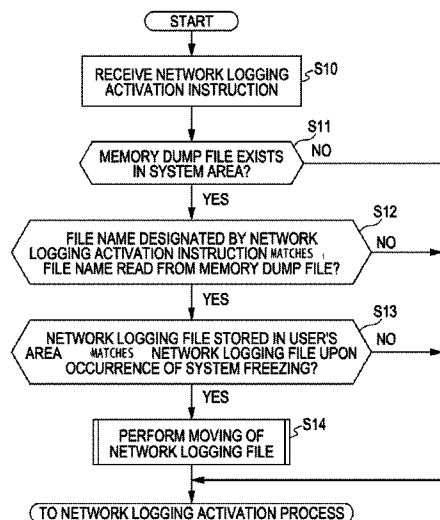 START
S10
RECEIVE NETWORK LOGGING
ACTIVATION INSTRUCTION
S11
MEMORY DUMP FILE EXISTS
IN SYSTEM AREA?
NO
YES
S12
FILE NAME DESIGNATED BY NETWORK
LOGGING ACTIVATION INSTRUCTION MATCHES
FILE NAME READ FROM MEMORY DUMP FILE?
NO
YES
S13
NETWORK LOGGING FILE STORED IN USER'S
AREA MATCHES NETWORK LOGGING FILE UPON
OCCURRENCE OF SYSTEM FREEZING?
NO
YES
S14
PERFORM MOVING OF
NETWORK LOGGING FILE
TO NETWORK LOGGING ACTIVATION PROCESS